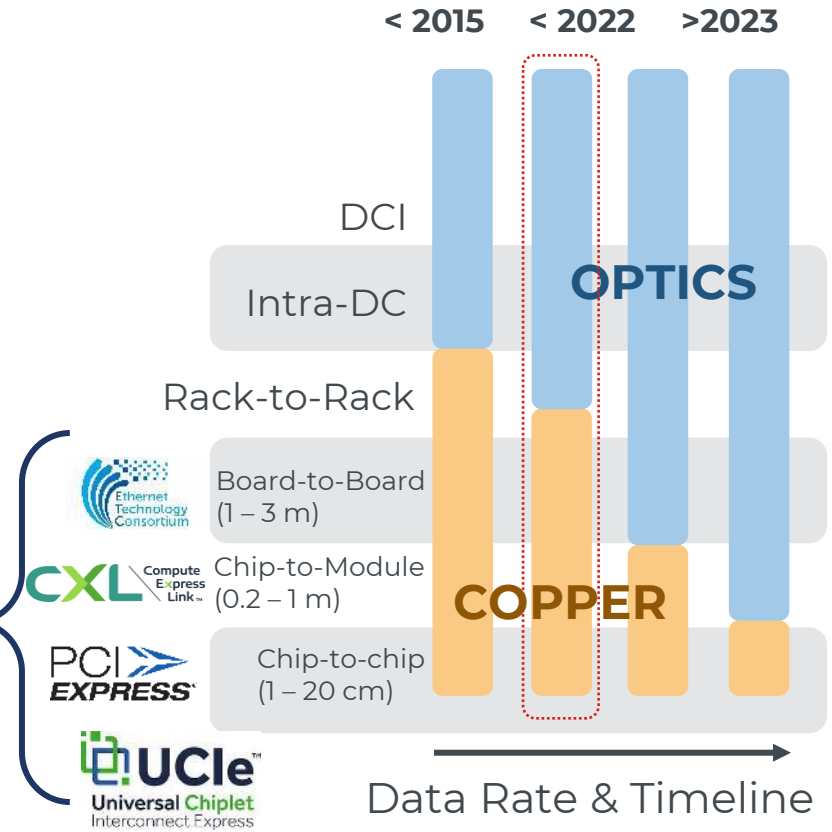 < 2015 < 2022 >2023
DCI
OPTICS
Intra-DC
Rack-to-Rack
Ethernet
Technology
Consortium
Board-to-Board
(1 – 3 m)
CXL
Compute
Express
Link™
Chip-to-Module
(0.2 – 1 m)
COPPER
PCI
EXPRESS®
Chip-to-chip
(1 – 20 cm)
UCIe™
Universal Chiplet
Interconnect Express
Data Rate & Timeline